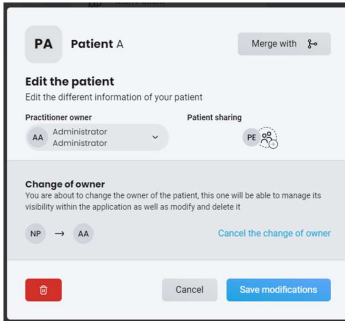 PA Patient A Merge with
Edit the patient
Edit the different information of your patient
Practitioner owner Patient sharing
AA Administrator
Administrator
PE
Change of owner
You are about to change the owner of the patient, this one will be able to manage its
visibility within the application as well as modify and delete it
NP → AA Cancel the change of owner
Cancel Save modifications